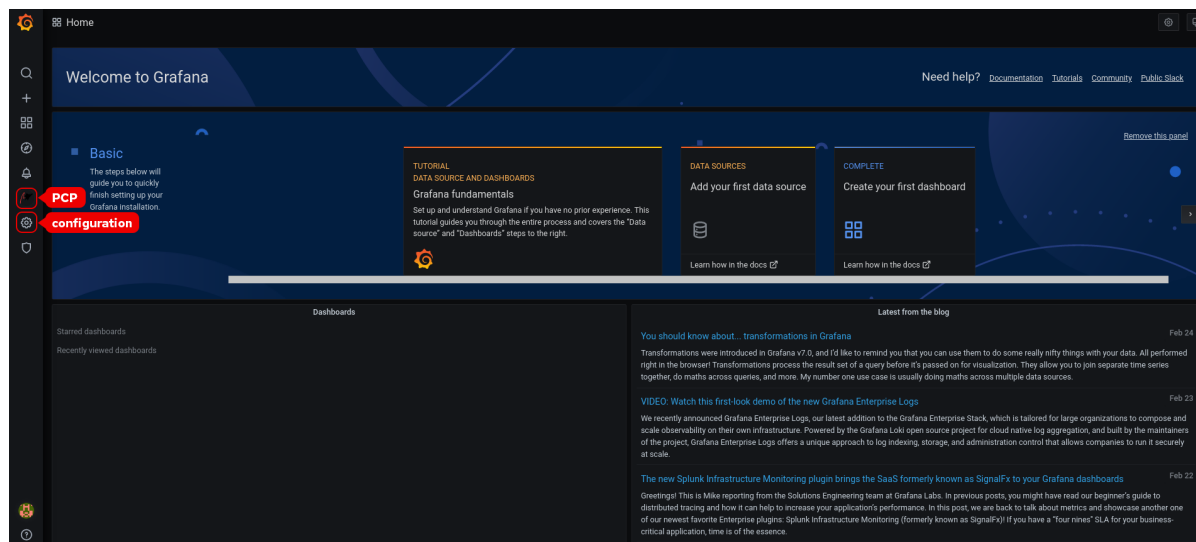 Home
Welcome to Grafana
Need help? Documentation Tutorials Community Public Slack
Remove this panel
Basic
The steps below will
guide you to quickly
finish setting up your
Grafana installation.
TUTORIAL
DATA SOURCE AND DASHBOARDS
Grafana fundamentals
Set up and understand Grafana if you have no prior experience. This
tutorial guides you through the entire process and covers the "Data
source" and "Dashboards" steps to the right.
DATA SOURCES
Add your first data source
Learn how in the docs
COMPLETE
Create your first dashboard
Learn how in the docs
PCP
configuration
Dashboards
Starred dashboards
Recently viewed dashboards
Latest from the blog
You should know about... transformations in Grafana
Feb 24
Transformations were introduced in Grafana v7.0, and I'd like to remind you that you can use them to do some really nifty things with your data. All performed
right in the browser! Transformations process the result set of a query before it's passed on for visualization. They allow you to join separate time series
together, do maths across queries, and more. My number one use case is usually doing maths across multiple data sources.
VIDEO: Watch this first-look demo of the new Grafana Enterprise Logs
Feb 23
We recently announced Grafana Enterprise Logs, our latest addition to the Grafana Enterprise Stack, which is tailored for large organizations to compose and
scale observability on their own infrastructure. Powered by the Grafana Loki open source project for cloud native log aggregation, and built by the maintainers
of the project, Grafana Enterprise Logs offers a unique approach to log indexing, storage, and administration control that allows companies to run it securely
at scale.
The new Splunk Infrastructure Monitoring plugin brings the SaaS formerly known as SignalFx to your Grafana dashboards
Feb 22
Greetings! This is Mike reporting from the Solutions Engineering team at Grafana Labs. In previous posts, you might have read our beginner's guide to
distributed tracing and how it can help to increase your application's performance. In this post, we are back to talk about metrics and showcase another one
of our newest favorite Enterprise plugins: Splunk Infrastructure Monitoring (formerly known as SignalFx)! If you have a "four nines" SLA for your business-
critical application, time is of the essence.